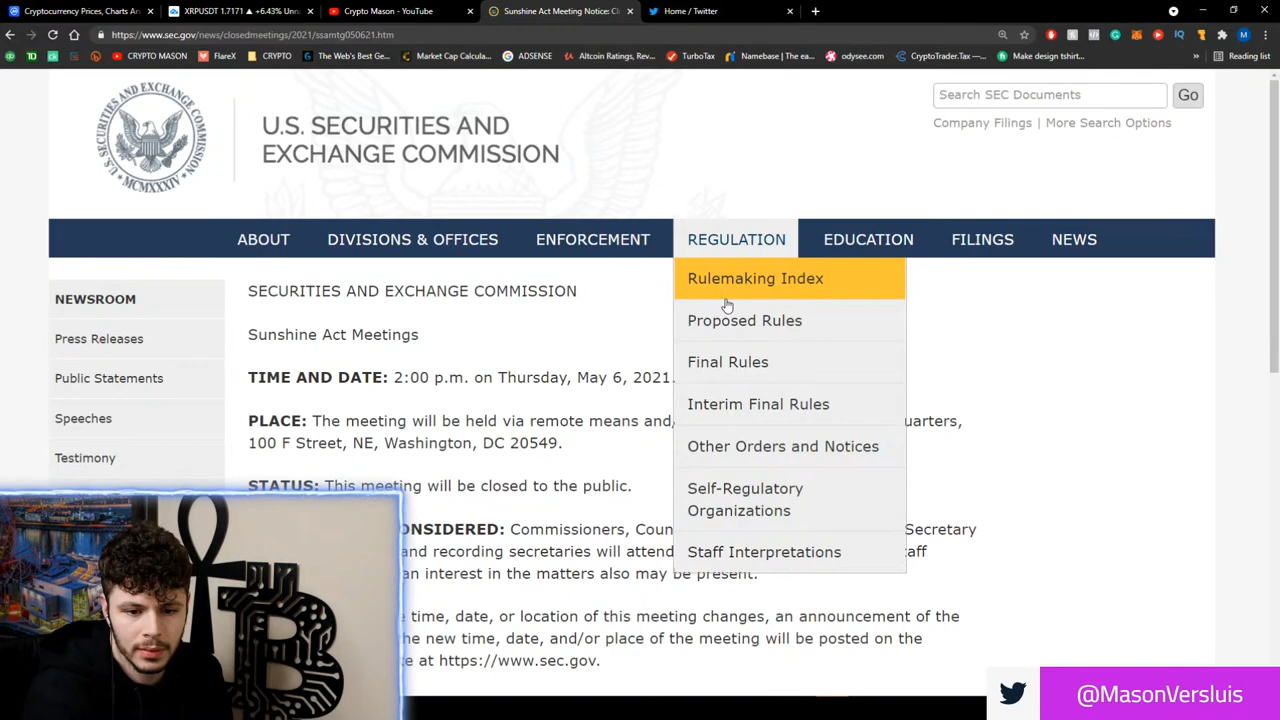 Cryptocurrency Prices, Charts An
XRPUSDT 1.7171 ▲ +6.43% Unna
Crypto Mason - YouTube
Sunshine Act Meeting Notice: Cl
Home / Twitter
https://www.sec.gov/news/closedmeetings/2021/ssamtg050621.htm
CRYPTO MASON
FlareX
CRYPTO
The Web's Best Ge...
Market Cap Calcula...
ADSENSE
Altcoin Ratings, Rev...
TurboTax
Namebase | The ea...
odysee.com
CryptoTrader.Tax —...
Make design tshirt...
»
Reading list
U.S. SECURITIES AND
EXCHANGE COMMISSION
Search SEC Documents
Go
Company Filings | More Search Options
ABOUT
DIVISIONS & OFFICES
ENFORCEMENT
REGULATION
EDUCATION
FILINGS
NEWS
Rulemaking Index
Proposed Rules
Final Rules
Interim Final Rules
Other Orders and Notices
Self-Regulatory
Organizations
Staff Interpretations
NEWSROOM
Press Releases
Public Statements
Speeches
Testimony
SECURITIES AND EXCHANGE COMMISSION
Sunshine Act Meetings
TIME AND DATE: 2:00 p.m. on Thursday, May 6, 2021.
PLACE: The meeting will be held via remote means and/ uarters,
100 F Street, NE, Washington, DC 20549.
STATUS: This meeting will be closed to the public.
ONSIDERED: Commissioners, Coun Secretary
and recording secretaries will attend aff
an interest in the matters also may be present.
time, date, or location of this meeting changes, an announcement of
the new time, date, and/or place of the meeting will be posted on the
at https://www.sec.gov.
@MasonVersluis